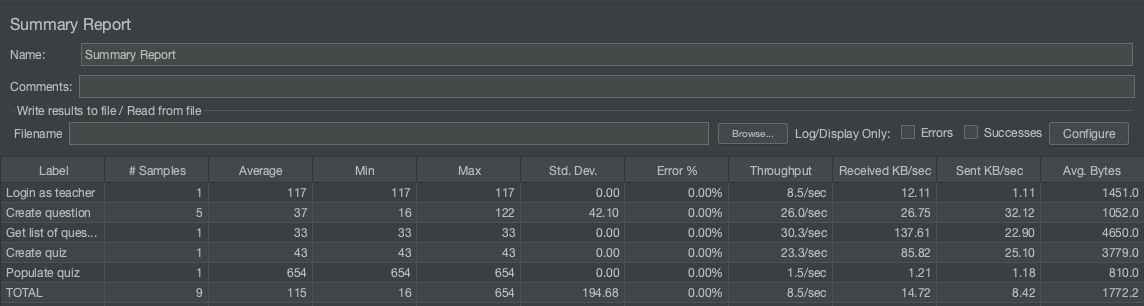 Summary Report
Name: Summary Report
Comments:
Write results to file / Read from file
Filename Browse... Log/Display Only: Errors Successes Configure
Label # Samples Average Min Max Std. Dev. Error % Throughput Received KB/sec Sent KB/sec Avg. Bytes
Login as teacher 1 117 117 117 0.00 0.00% 8.5/sec 12.11 1.11 1451.0
Create question 5 37 16 122 42.10 0.00% 26.0/sec 26.75 32.12 1052.0
Get list of ques... 1 33 33 33 0.00 0.00% 30.3/sec 137.61 22.90 4650.0
Create quiz 1 43 43 43 0.00 0.00% 23.3/sec 85.82 25.10 3779.0
Populate quiz 1 654 654 654 0.00 0.00% 1.5/sec 1.21 1.18 810.0
TOTAL 9 115 16 654 194.68 0.00% 8.5/sec 14.72 8.42 1772.2